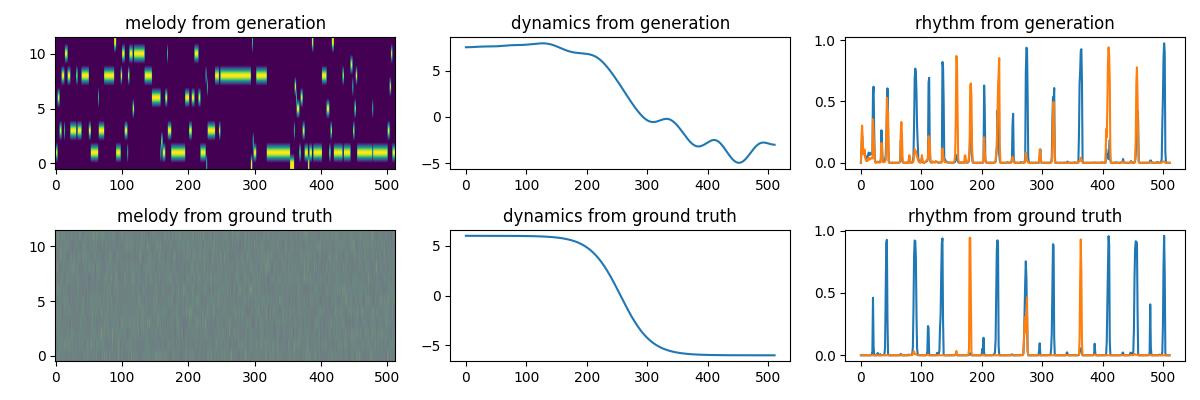 melody from generation
dynamics from generation
rhythm from generation
10
5
0
0 100 200 300 400 500
5
0
−5
0 100 200 300 400 500
1.0
0.5
0.0
0 100 200 300 400 500
melody from ground truth
dynamics from ground truth
rhythm from ground truth
10
5
0
0 100 200 300 400 500
5
0
−5
0 100 200 300 400 500
1.0
0.5
0.0
0 100 200 300 400 500